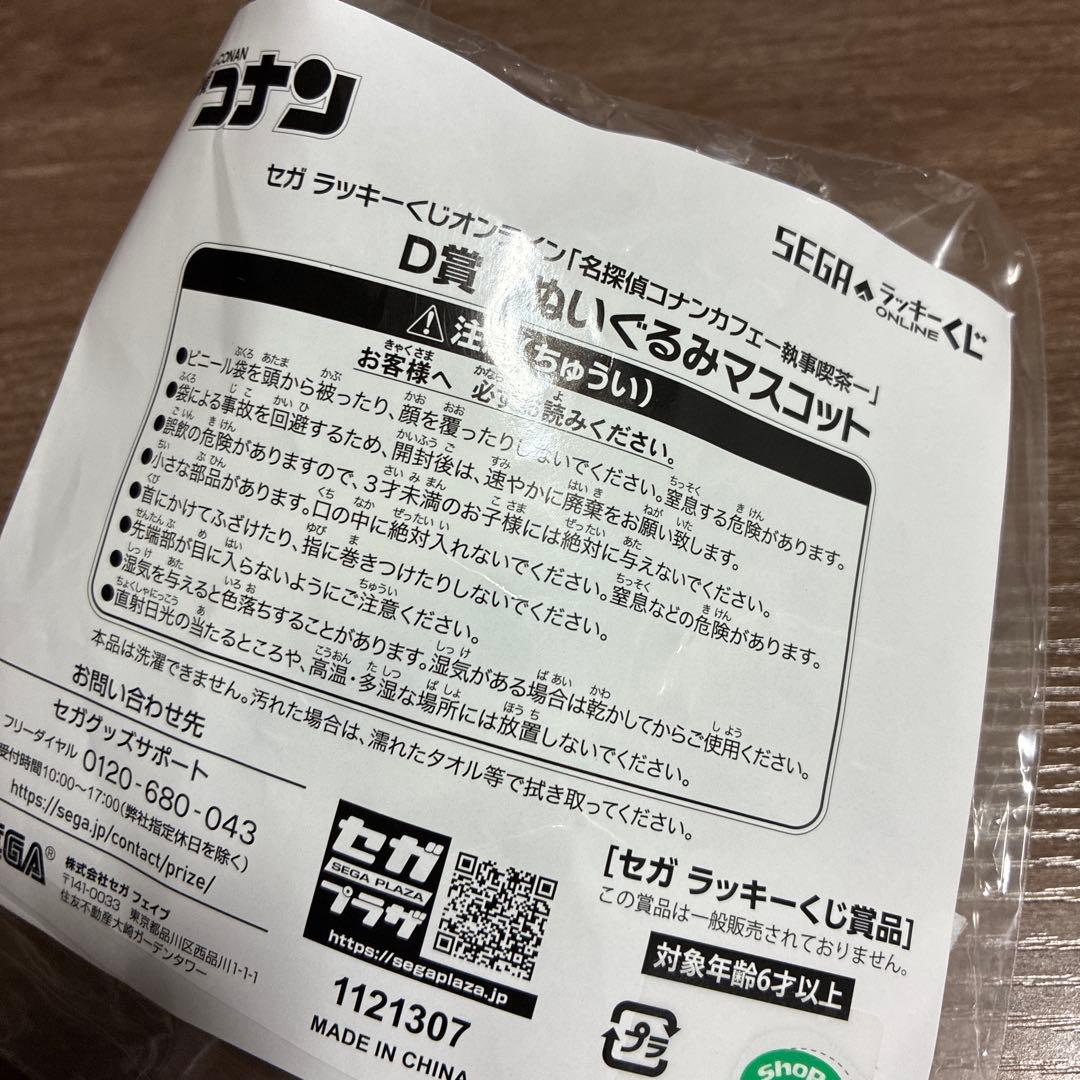 CONAN
コナン
SEGA ラッキーくじ
ONLINE
セガ ラッキーくじオンライン「名探偵コナンカフェー執事喫茶ー」
D賞 ぬいぐるみマスコット
注 ちゅうい)
お客様へ 必ず 読みください。
●ビニール袋を頭から被ったり、顔を覆ったりしないでください。窒息する危険があります。
●袋による事故を回避するため、開封後は、速やかに廃棄をお願い致します。
●誤飲の危険がありますので、3才未満のお子様には絶対に与えないでください。
●小さな部品があります。口の中に絶対入れないでください。窒息などの危険があります。
●首にかけてふざけたり、指に巻きつけたりしないでください。
●先端部が目に入らないようにご注意ください。
●湿気を与えると色落ちすることがあります。湿気がある場合は乾かしてからご使用ください。
●直射日光の当たるところや、高温・多湿な場所には放置しないでください。
本品は洗濯できません。汚れた場合は、濡れたタオル等で拭き取ってください。
お問い合わせ先
セガグッズサポート
フリーダイヤル 0120-680-043
受付時間10:00〜17:00(弊社指定休日を除く)
https://sega.jp/contact/prize/
SEGA®
株式会社セガ フェイブ
〒141-0033 東京都品川区西品川1-1-1
住友不動産大崎ガーデンタワー
セガ
SEGA PLAZA
プラザ
https://segaplaza.jp
1121307
MADE IN CHINA
[セガ ラッキーくじ賞品]
この賞品は一般販売されておりません。
対象年齢6才以上
プラ
Shop